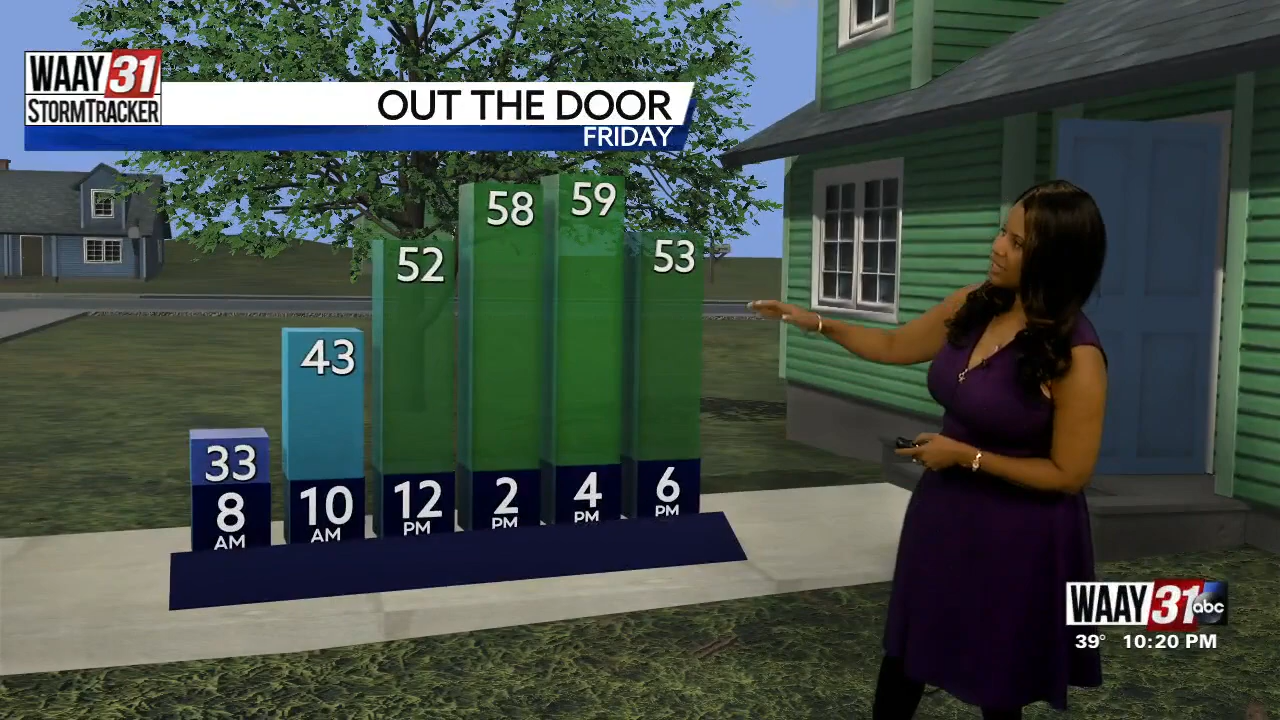 WAAY 31
STORMTRACKER
OUT THE DOOR
FRIDAY
33
43
52
58
59
53
8
AM
10
AM
12
PM
2
PM
4
PM
6
PM
WAAY 31 abc
39° 10:20 PM